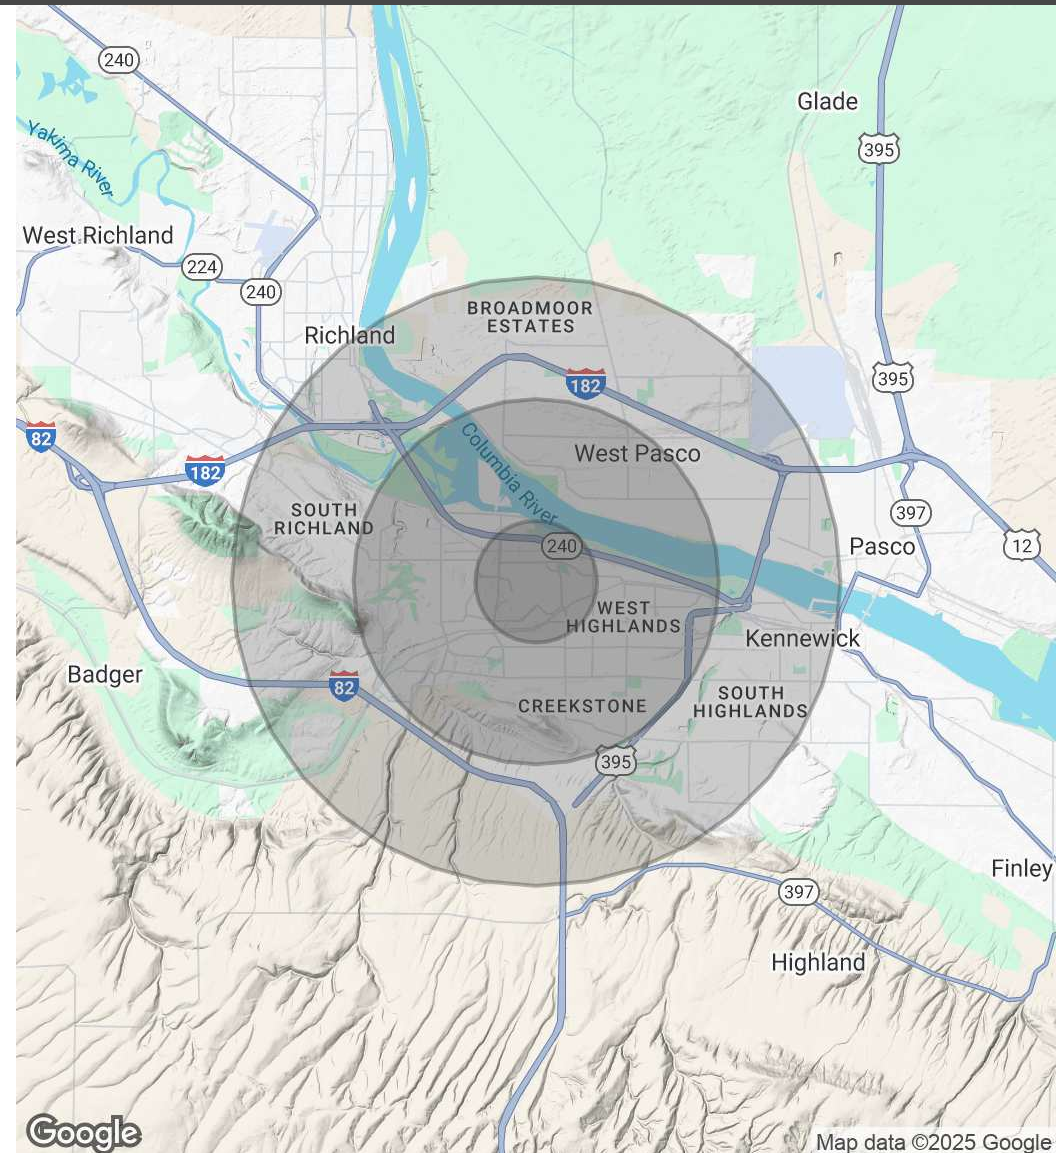 240
Glade
Yakima River
395
West Richland
224
240
BROADMOOR
ESTATES
Richland
182
395
82
182
Columbia River
West Pasco
SOUTH
RICHLAND
397
240
Pasco
12
WEST
HIGHLANDS
Kennewick
Badger
82
CREEKSTONE
SOUTH
HIGHLANDS
395
Finley
397
Highland
Google
Map data ©2025 Google